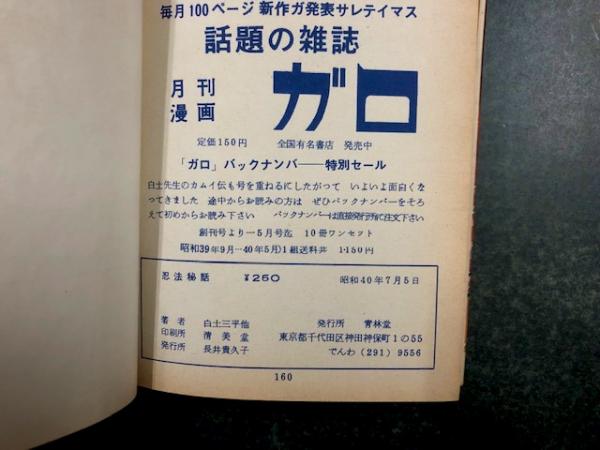 毎月100ページ 新作ガ発表サレテイマス
話題の雑誌
月刊
漫画
ガロ
定価150円 全国有名書店 発売中
「ガロ」バックナンバ――特別セール
白土先生のカムイ伝も号を重ねるにしたがつて いよいよ面白くな
つてきました 途中からお読みの方は ぜひバックナンバーをそろ
えて初めからお読み下さい バックナンバーは直接発行所に注文下さい
創刊号より一5月号迄 10冊ワンセット
昭和39年9月一40年5月)1組送料共 1,150円
忍法秘話 ¥250 昭和40年7月5日
著者 白土三平他 発行所 青林堂
印刷所 清美堂 東京都千代田区神田神保町1の55
発行所 長井貴久子 でんわ(291)9556
160